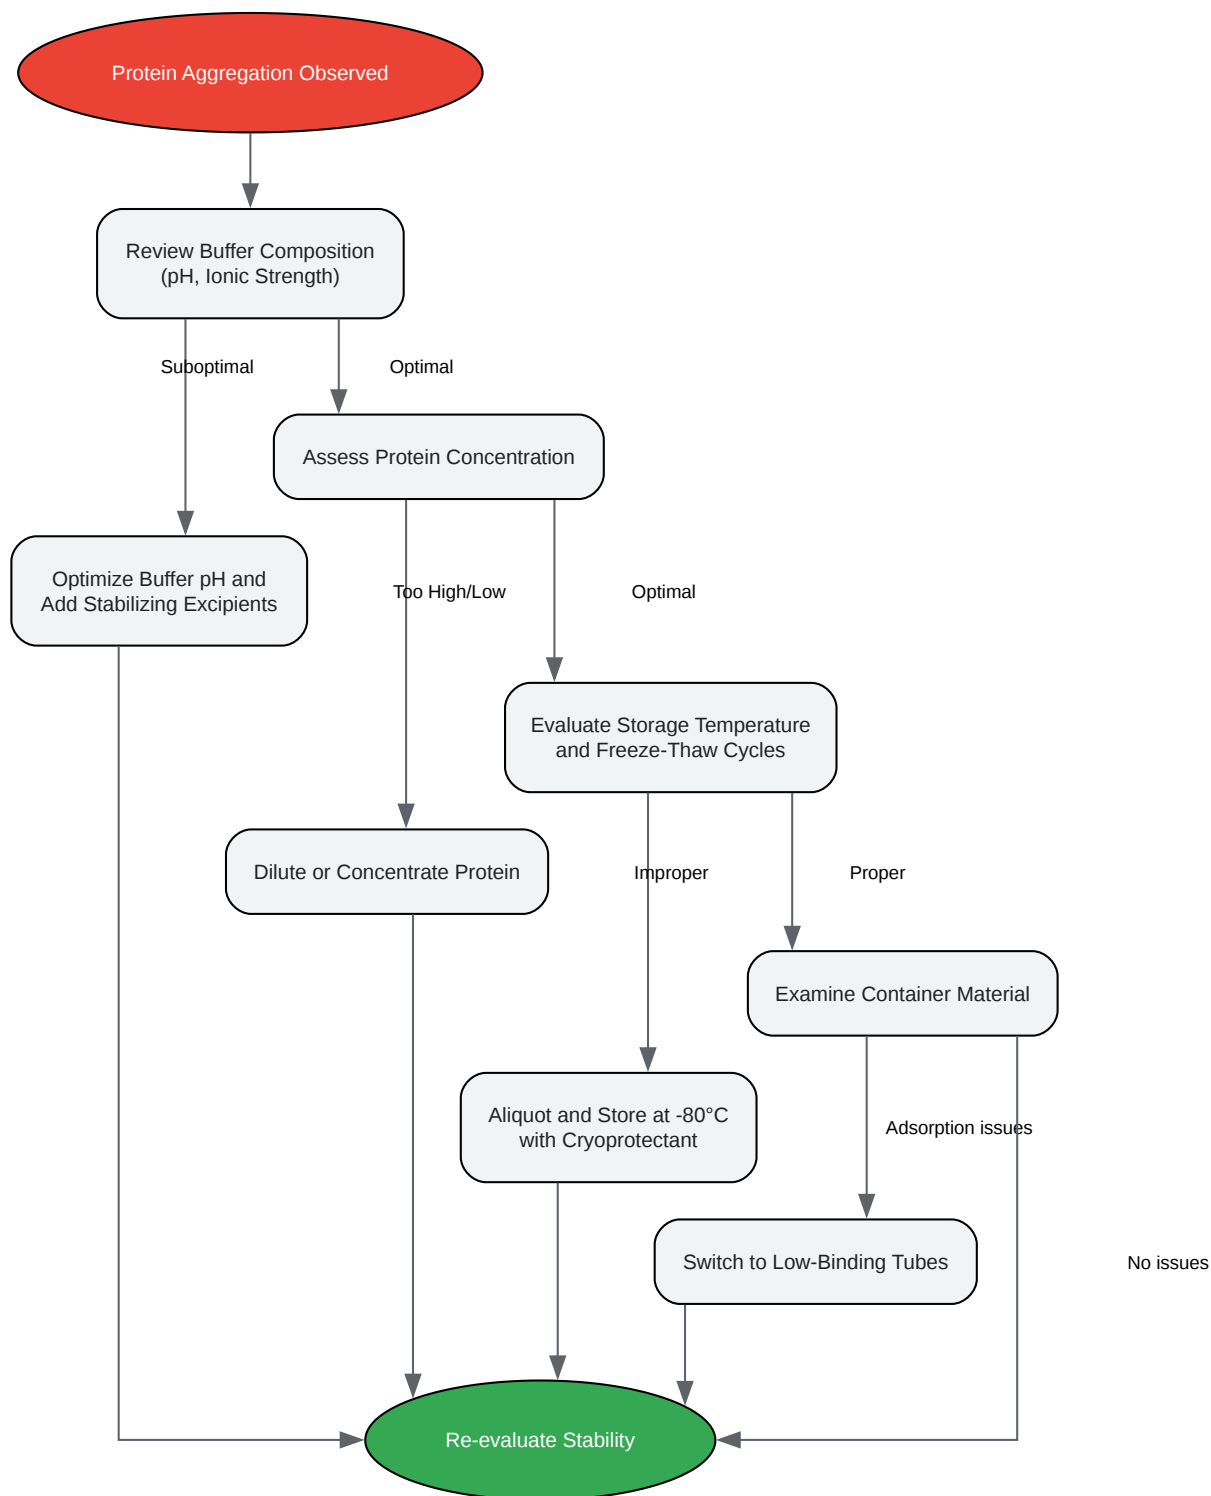 Protein Aggregation Observed
Review Buffer Composition
(pH, Ionic Strength)
Suboptimal
Optimal
Assess Protein Concentration
Optimize Buffer pH and
Add Stabilizing Excipients
Too High/Low
Optimal
Evaluate Storage Temperature
and Freeze-Thaw Cycles
Dilute or Concentrate Protein
Improper
Proper
Examine Container Material
Aliquot and Store at -80°C
with Cryoprotectant
Adsorption issues
Switch to Low-Binding Tubes
No issues
Re-evaluate Stability